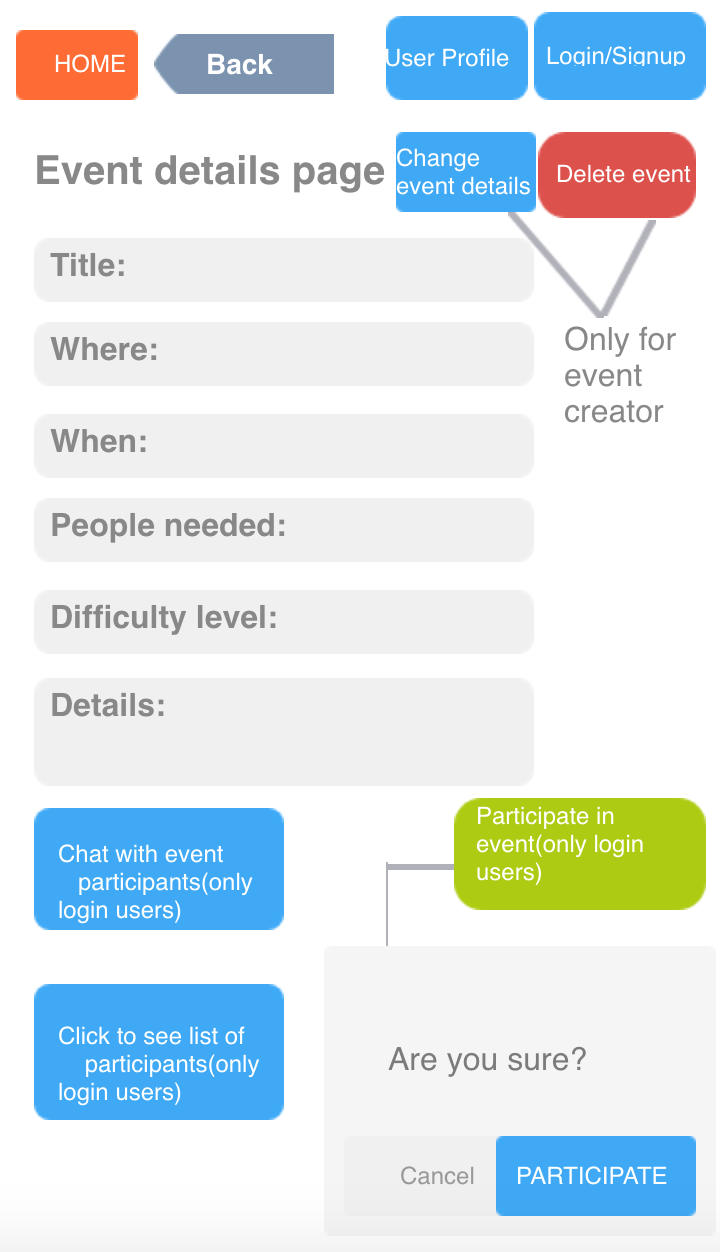 HOME
Back
User Profile
Login/Signup
Event details page
Change
event details
Delete event
Title:
Only for
event
creator
Where:
When:
People needed:
Difficulty level:
Details:
Participate in
event(only login
users)
Chat with event
participants(only
login users)
Click to see list of
participants(only
login users)
Are you sure?
Cancel
PARTICIPATE